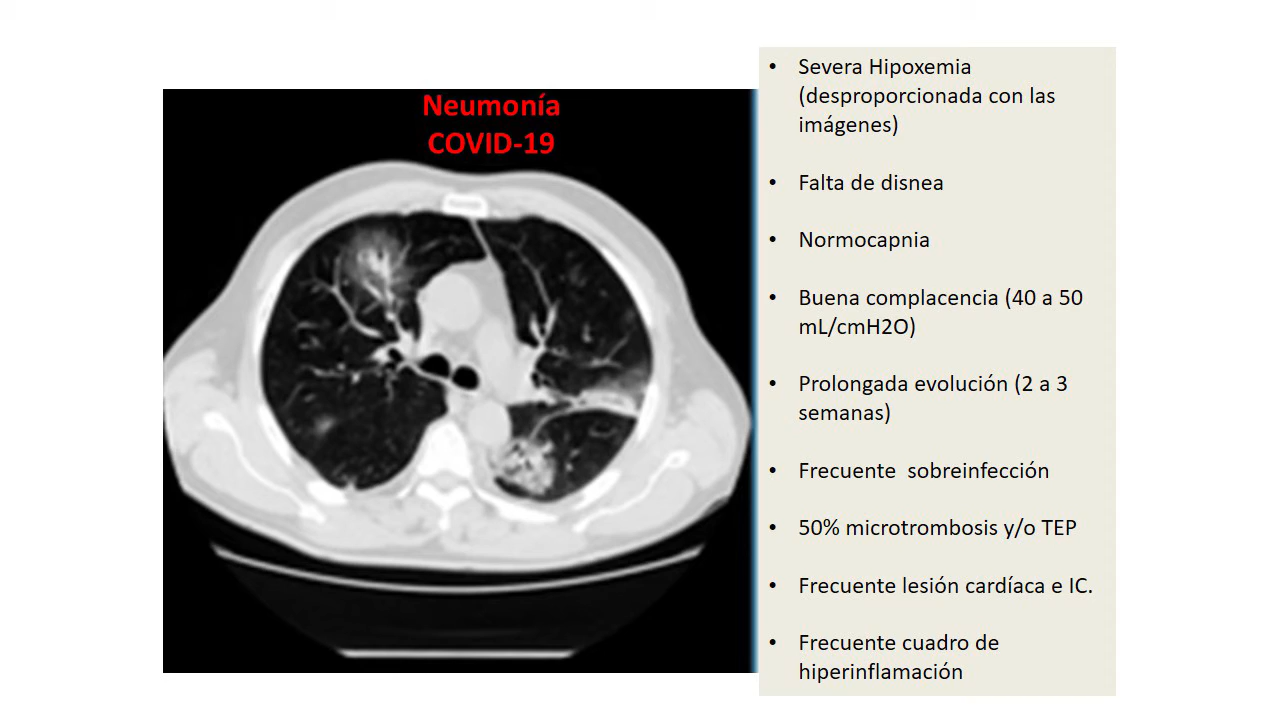 Neumonía
COVID-19
• Severa Hipoxemia
(desproporcionada con las
imágenes)
• Falta de disnea
• Normocapnia
• Buena complacencia (40 a 50
mL/cmH2O)
• Prolongada evolución (2 a 3
semanas)
• Frecuente  sobreinfección
• 50% microtrombosis y/o TEP
• Frecuente lesión cardíaca e IC.
• Frecuente cuadro de
hiperinflamación